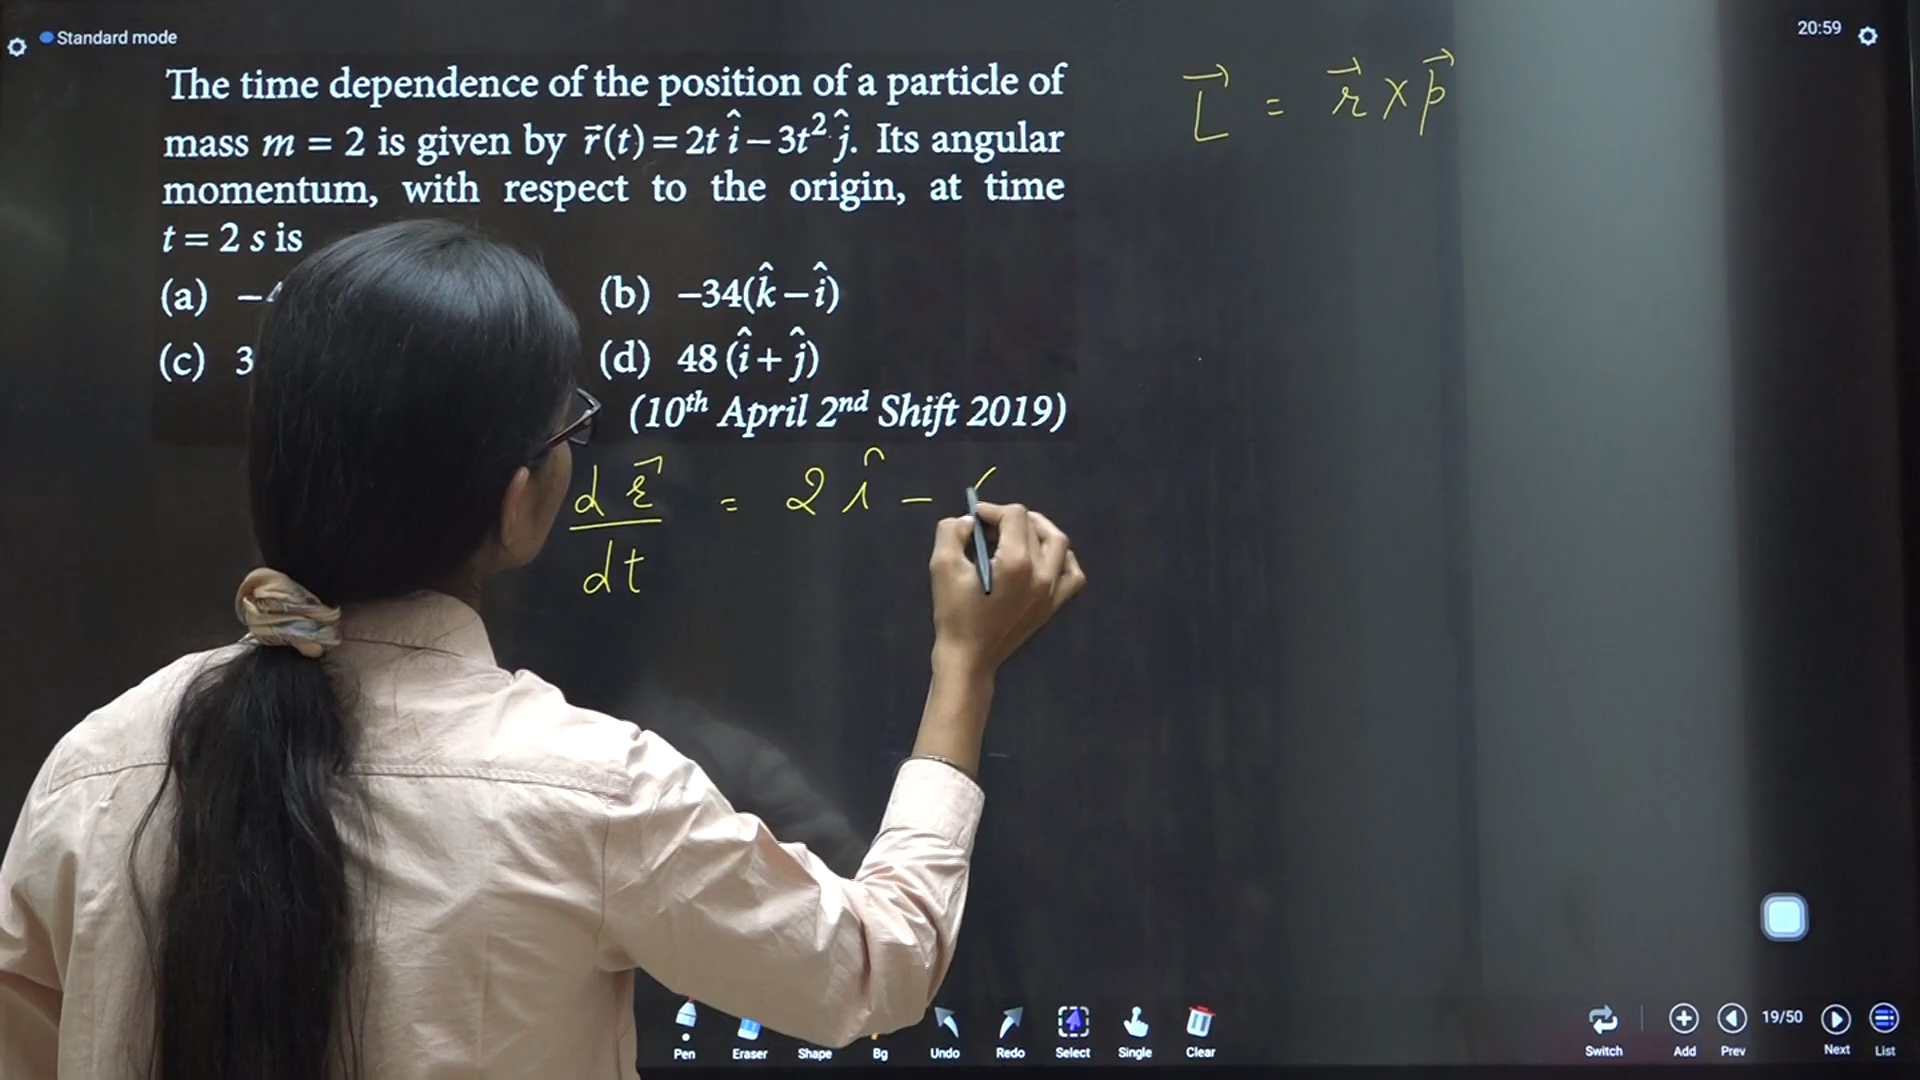 Standard mode
20:59
The time dependence of the position of a particle of
mass m = 2 is given by r⃗(t) = 2t î – 3t² ĵ. Its angular
momentum, with respect to the origin, at time
t = 2 s is
(a) –
(b) –34(k̂ – î)
(c) 3
(d) 48 (î + ĵ)
(10th April 2nd Shift 2019)
L⃗ = r⃗ × p⃗
dr⃗/dt = 2 î –
Pen Eraser Shape Bg Undo Redo Select Single Clear
Switch Add Prev 19/50 Next List